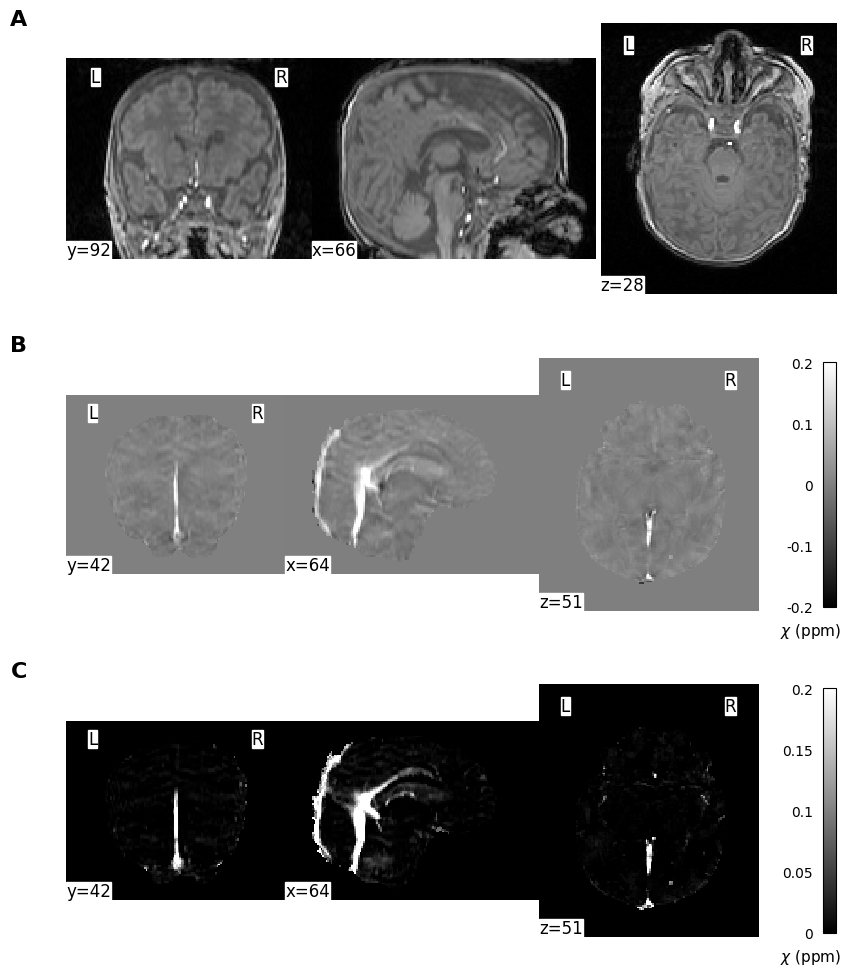 A
L R
L R
y=92
x=66
z=28
B
0.2
L R
L R
0.1
0
-0.1
y=42
x=64
z=51
-0.2
χ (ppm)
C
0.2
L R
L R
0.15
0.1
0.05
y=42
x=64
z=51
0
χ (ppm)